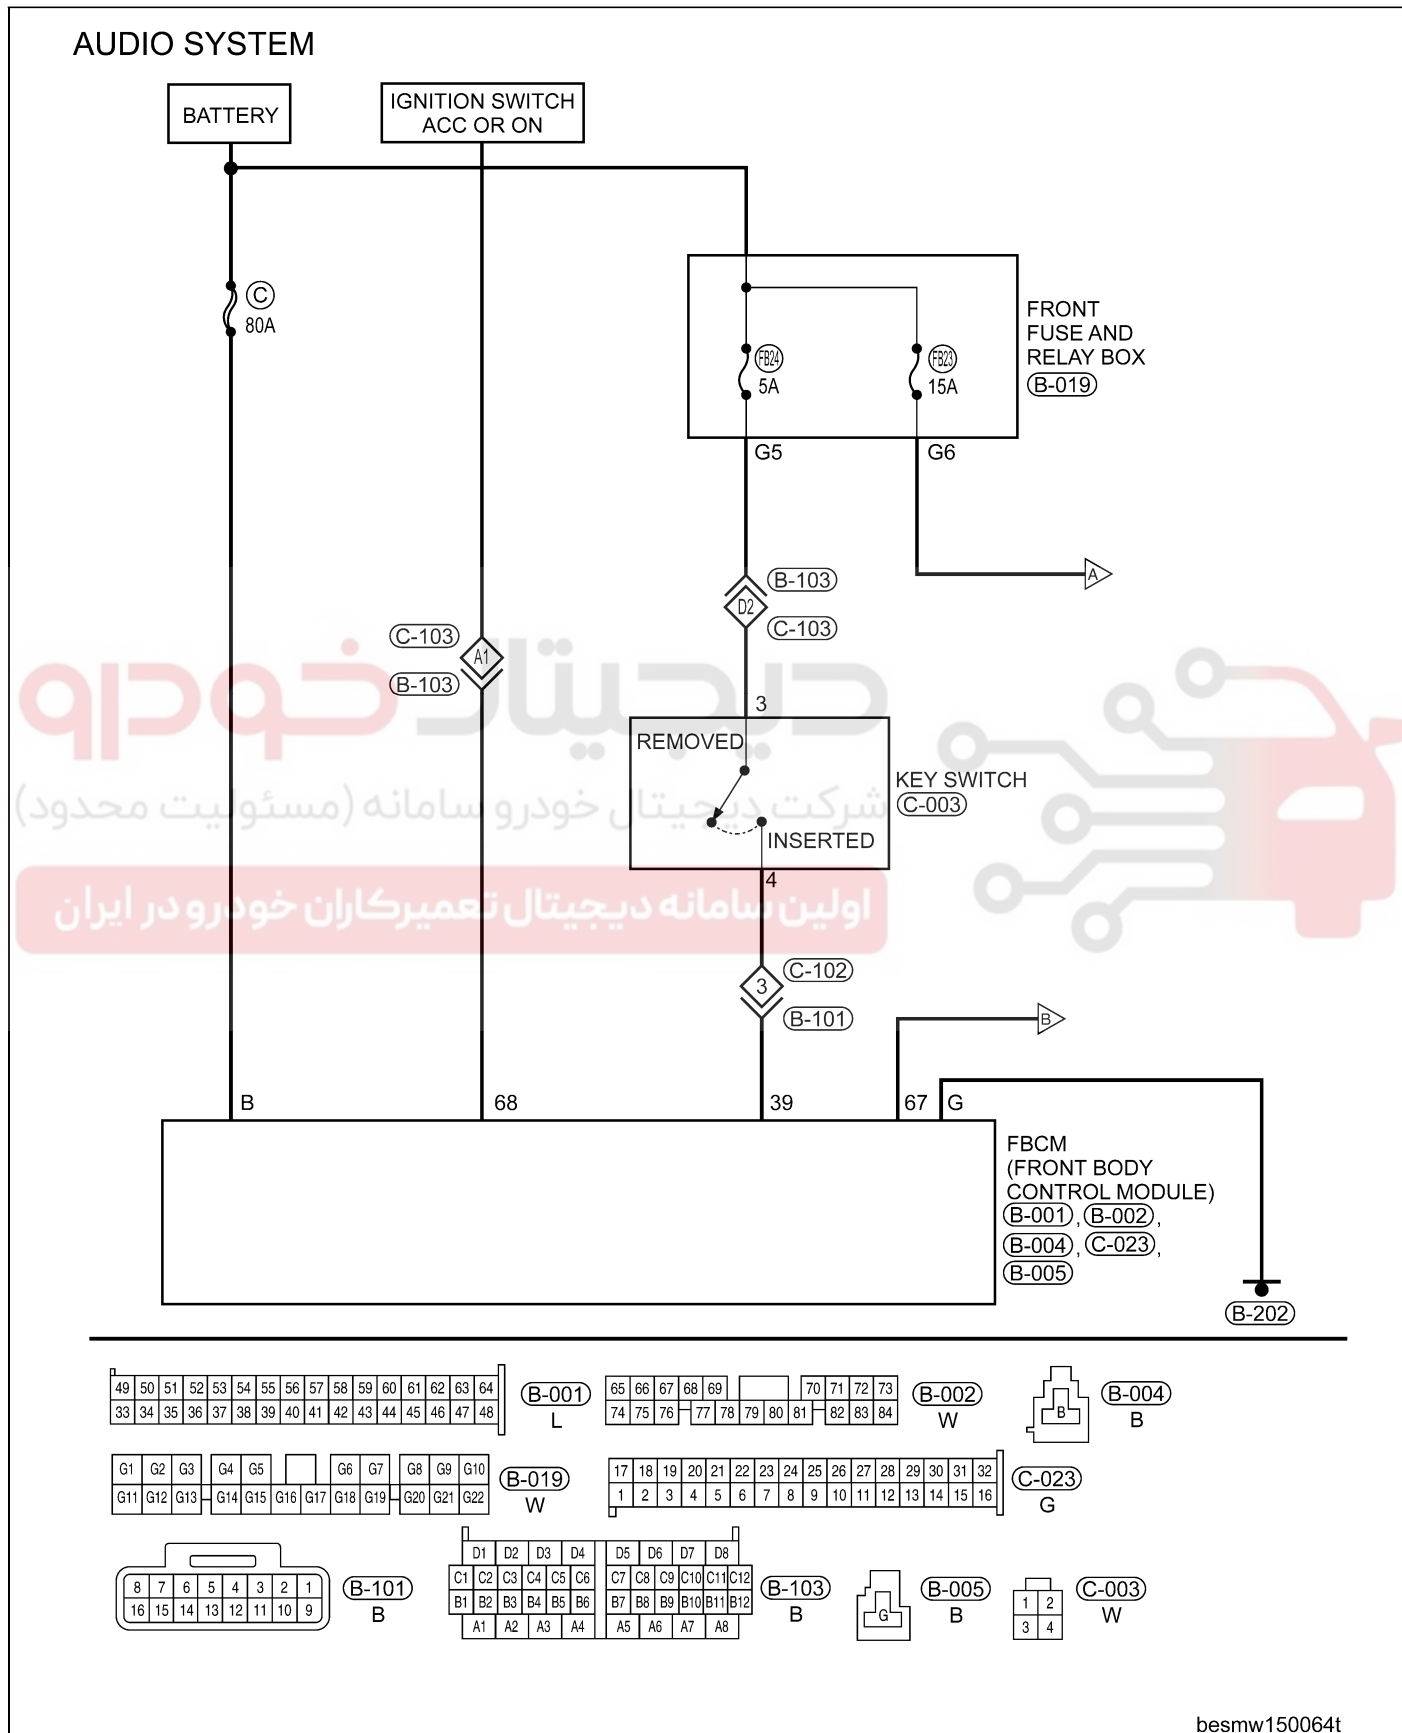 AUDIO SYSTEM
BATTERY
IGNITION SWITCH
ACC OR ON
C
80A
FRONT
FUSE AND
RELAY BOX
B-019
FB24
5A
FB23
15A
G5
G6
A
B-103
D2
C-103
C-103
A1
B-103
دیجیتال خودرو
شرکت دیجیتال خودرو سامانه (مسئولیت محدود)
اولین سامانه دیجیتال تعمیرکاران خودرو در ایران
3
REMOVED
INSERTED
KEY SWITCH
C-003
4
C-102
3
B-101
B
B
68
39
67
G
FBCM
(FRONT BODY
CONTROL MODULE)
B-001 , B-002 ,
B-004 , C-023 ,
B-005
B-202
49 50 51 52 53 54 55 56 57 58 59 60 61 62 63 64
33 34 35 36 37 38 39 40 41 42 43 44 45 46 47 48
B-001
L
65 66 67 68 69 70 71 72 73
74 75 76 77 78 79 80 81 82 83 84
B-002
W
B
B-004
B
G1 G2 G3 G4 G5 G6 G7 G8 G9 G10
G11 G12 G13 G14 G15 G16 G17 G18 G19 G20 G21 G22
B-019
W
17 18 19 20 21 22 23 24 25 26 27 28 29 30 31 32
1 2 3 4 5 6 7 8 9 10 11 12 13 14 15 16
C-023
G
8 7 6 5 4 3 2 1
16 15 14 13 12 11 10 9
B-101
B
D1 D2 D3 D4 D5 D6 D7 D8
C1 C2 C3 C4 C5 C6 C7 C8 C9 C10 C11 C12
B1 B2 B3 B4 B5 B6 B7 B8 B9 B10 B11 B12
A1 A2 A3 A4 A5 A6 A7 A8
B-103
B
G
B-005
B
1 2
3 4
C-003
W
besmw150064t